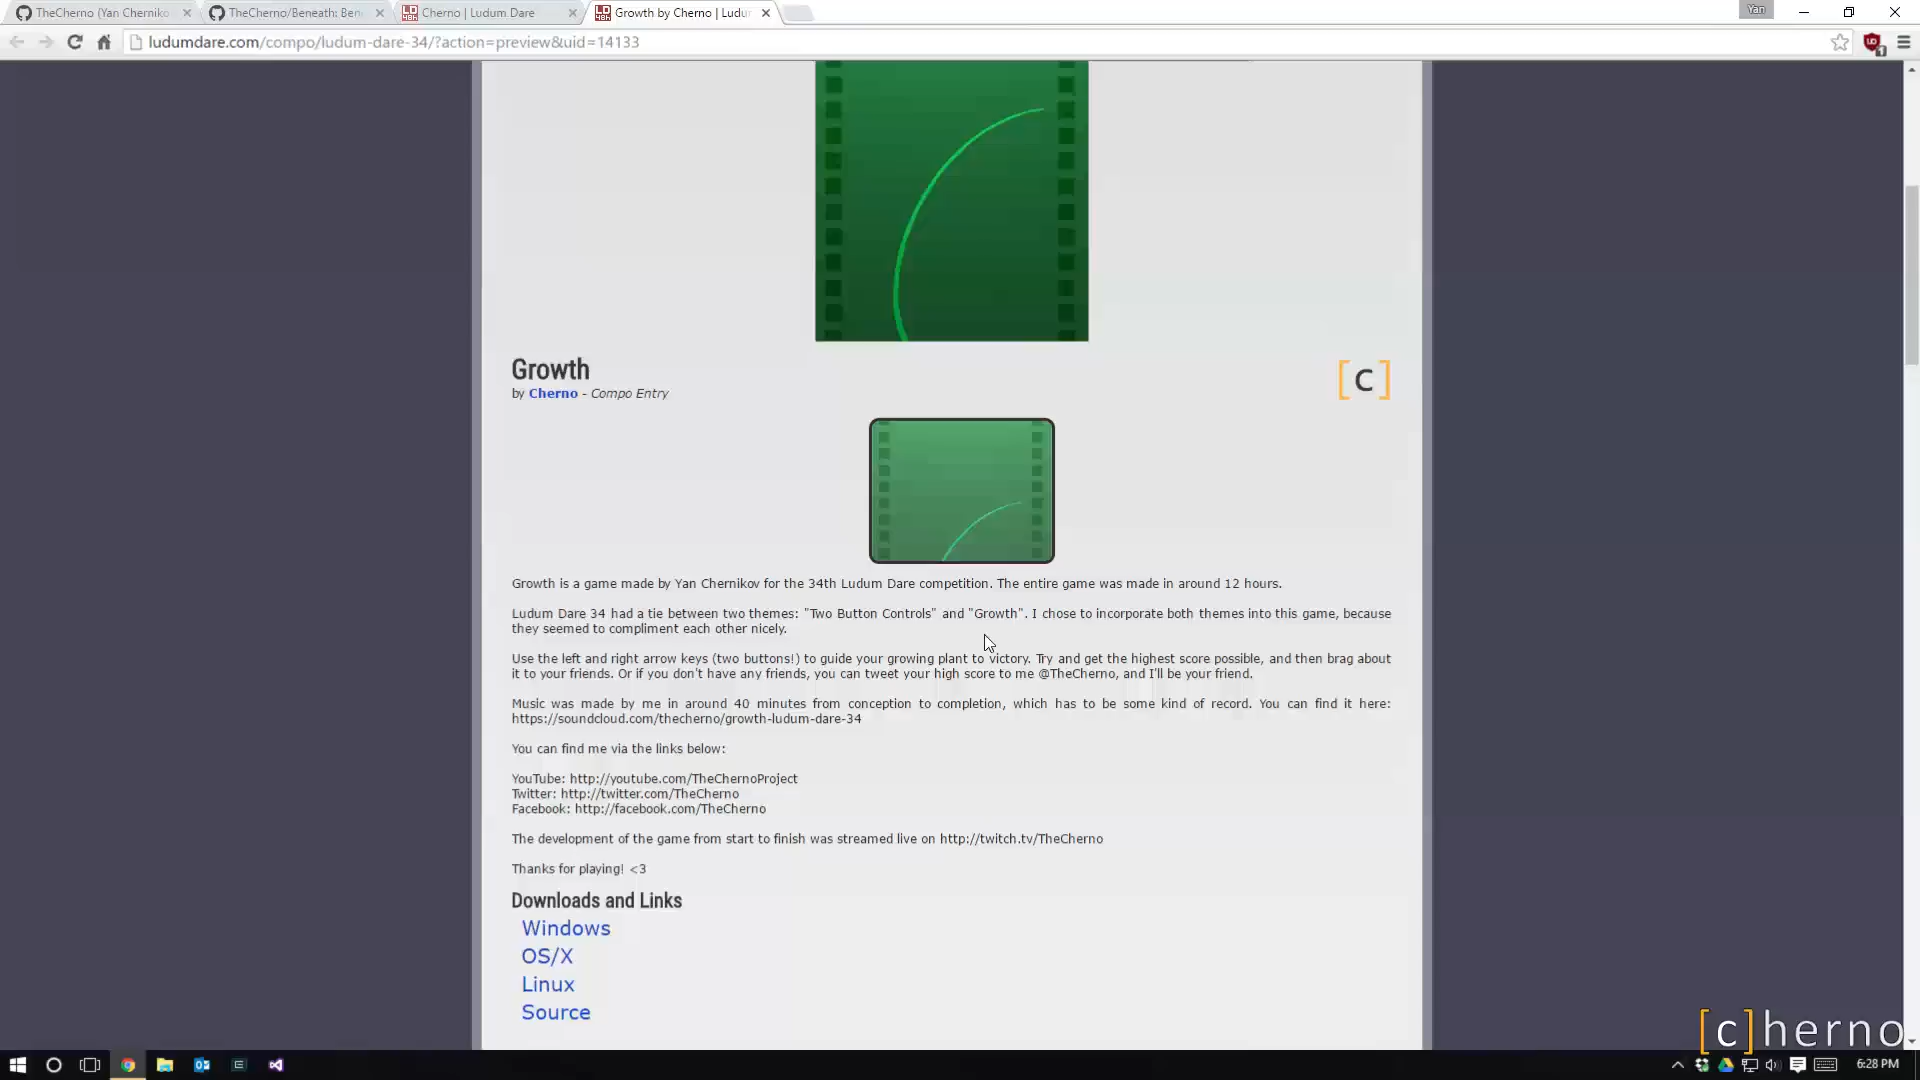 TheCherno (Yan Cherniko
TheCherno/Beneath: Ben
Cherno | Ludum Dare
Growth by Cherno | Ludu
Yan
ludumdare.com/compo/ludum-dare-34/?action=preview&uid=14133
Growth
[c]
by Cherno - Compo Entry
Growth is a game made by Yan Chernikov for the 34th Ludum Dare competition. The entire game was made in around 12 hours.
Ludum Dare 34 had a tie between two themes: "Two Button Controls" and "Growth". I chose to incorporate both themes into this game, because
they seemed to compliment each other nicely.
Use the left and right arrow keys (two buttons!) to guide your growing plant to victory. Try and get the highest score possible, and then brag about
it to your friends. Or if you don't have any friends, you can tweet your high score to me @TheCherno, and I'll be your friend.
Music was made by me in around 40 minutes from conception to completion, which has to be some kind of record. You can find it here:
https://soundcloud.com/thecherno/growth-ludum-dare-34
You can find me via the links below:
YouTube: http://youtube.com/TheChernoProject
Twitter: http://twitter.com/TheCherno
Facebook: http://facebook.com/TheCherno
The development of the game from start to finish was streamed live on http://twitch.tv/TheCherno
Thanks for playing! <3
Downloads and Links
Windows
OS/X
Linux
Source
[c]herno
6:28 PM